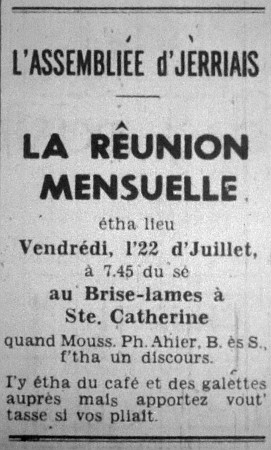 L'ASSEMBLIÉE d'JÈRRIAIS
LA RÊUNION
MENSUELLE
étha lieu
Vendrédi, l'22 d'Juillet,
à 7.45 du sé
au Brise-lames à
Ste. Catherine
quand Mouss. Ph. Ahier, B. ès S.,
f'tha un discours.
I'y étha du café et des galettes
auprès mais apportez vout'
tasse si vos pliaît.